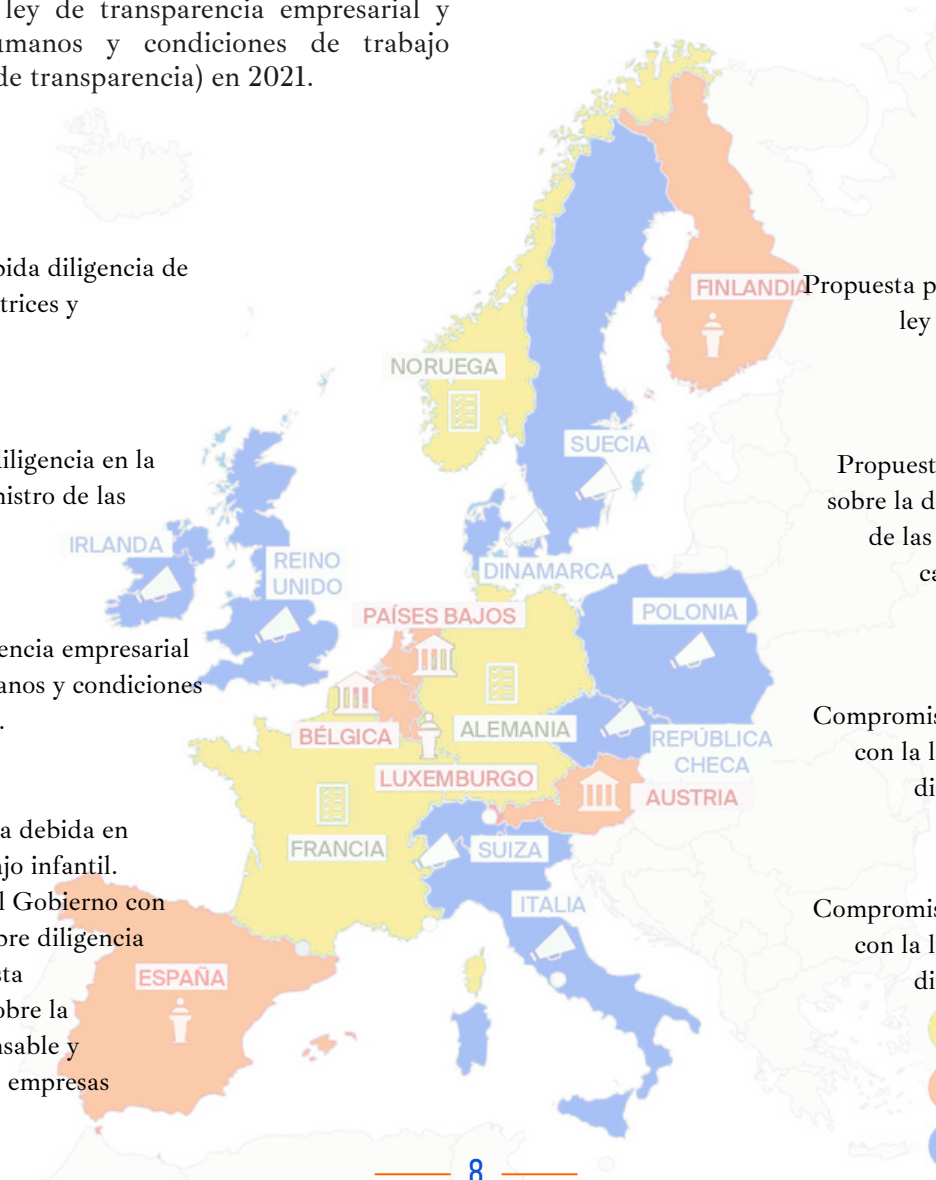 ley de transparencia empresarial y
umanos y condiciones de trabajo
de transparencia) en 2021.
bida diligencia de
trices y
FINLANDIA
Propuesta p
ley
NORUEGA
SUECIA
diligencia en la
nistro de las
Propuest
sobre la d
de las
ca
IRLANDA
REINO
UNIDO
DINAMARCA
PAÍSES BAJOS
POLONIA
encia empresarial
anos y condiciones
.
BÉLGICA
ALEMANIA
REPÚBLICA
CHECA
LUXEMBURGO
AUSTRIA
Compromis
con la l
di
a debida en
ajo infantil.
l Gobierno con
bre diligencia
sta
obre la
nsable y
empresas
FRANCIA
SUIZA
ITALIA
ESPAÑA
Compromis
con la l
di
8